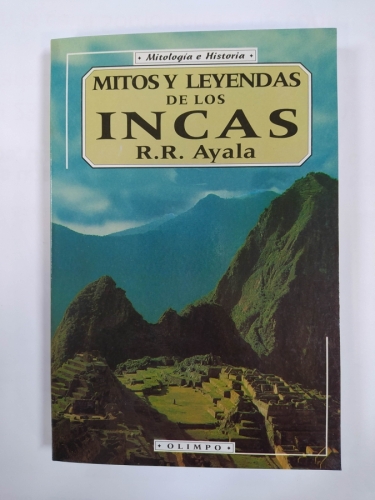 • Mitología e Historia •
MITOS Y LEYENDAS
DE LOS
INCAS
R.R. Ayala
• OLIMPO •